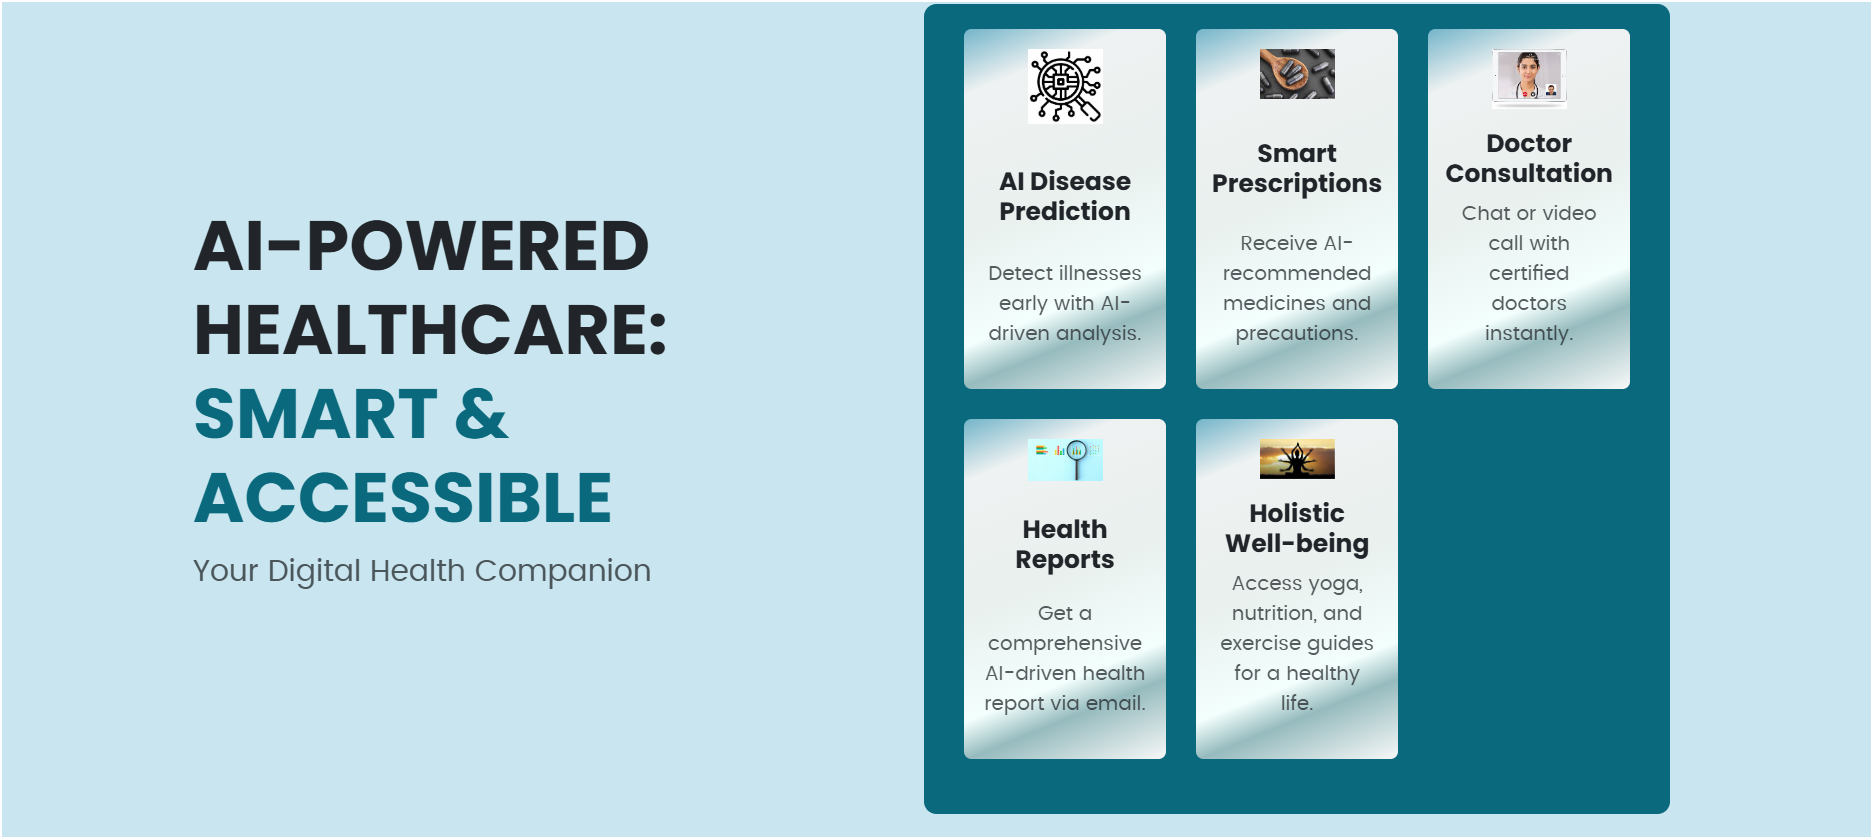 AI-POWERED
HEALTHCARE:
SMART &
ACCESSIBLE
Your Digital Health Companion
AI Disease
Prediction
Detect illnesses
early with AI-
driven analysis.
Smart
Prescriptions
Receive AI-
recommended
medicines and
precautions.
Doctor
Consultation
Chat or video
call with
certified
doctors
instantly.
Health
Reports
Get a
comprehensive
AI-driven health
report via email.
Holistic
Well-being
Access yoga,
nutrition, and
exercise guides
for a healthy
life.